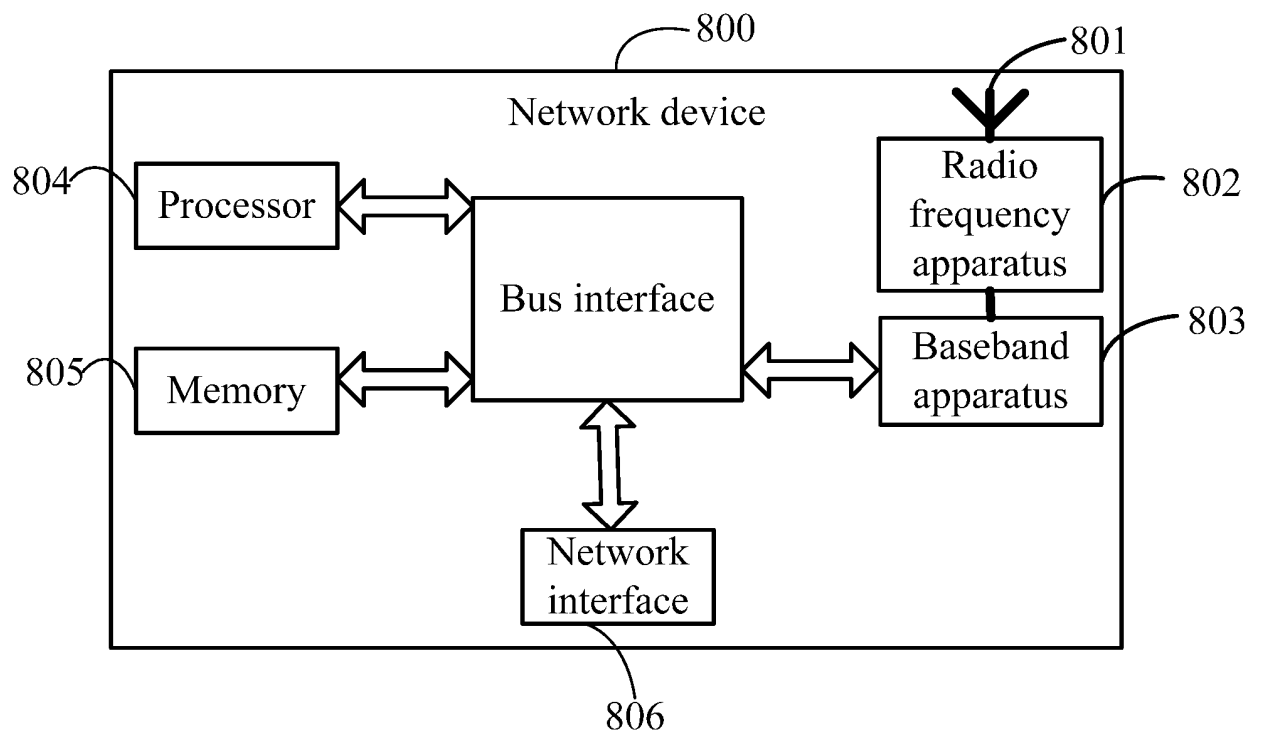 800
801
Network device
804
Processor
Radio
frequency
apparatus
802
Bus interface
803
Baseband
apparatus
805
Memory
Network
interface
806